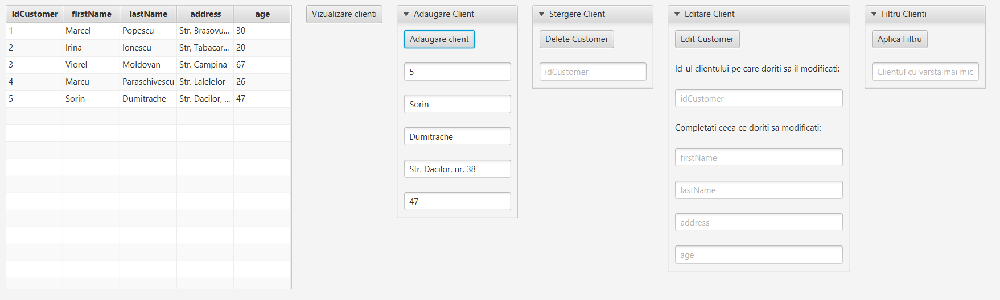 idCustomer firstName lastName address age
1 Marcel Popescu Str. Brasovu... 30
2 Irina Ionescu Str, Tabacar... 20
3 Viorel Moldovan Str. Campina 67
4 Marcu Paraschivescu Str. Lalelelor 26
5 Sorin Dumitrache Str. Dacilor, ... 47
Vizualizare clienti
Adaugare Client
Adaugare client
5
Sorin
Dumitrache
Str. Dacilor, nr. 38
47
Stergere Client
Delete Customer
idCustomer
Editare Client
Edit Customer
Id-ul clientului pe care doriti sa il modificati:
idCustomer
Completati ceea ce doriti sa modificati:
firstName
lastName
address
age
Filtru Clienti
Aplica Filtru
Clientul cu varsta mai mic